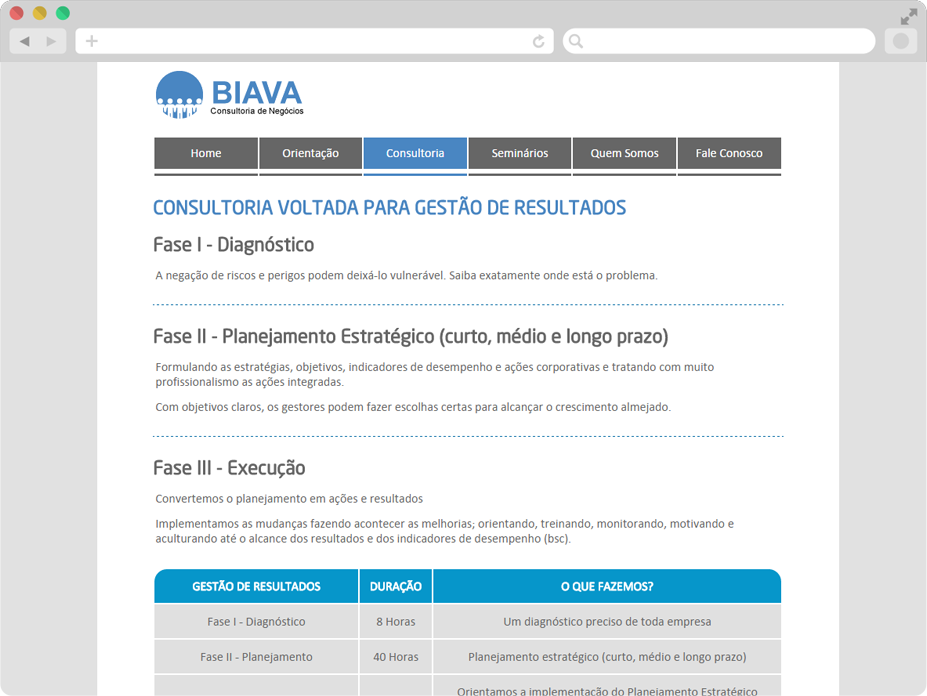 BIAVA
Consultoria de Negócios
Home Orientação Consultoria Seminários Quem Somos Fale Conosco
CONSULTORIA VOLTADA PARA GESTÃO DE RESULTADOS
Fase I - Diagnóstico
A negação de riscos e perigos podem deixá-lo vulnerável. Saiba exatamente onde está o problema.
Fase II - Planejamento Estratégico (curto, médio e longo prazo)
Formulando as estratégias, objetivos, indicadores de desempenho e ações corporativas e tratando com muito
profissionalismo as ações integradas.
Com objetivos claros, os gestores podem fazer escolhas certas para alcançar o crescimento almejado.
Fase III - Execução
Convertemos o planejamento em ações e resultados
Implementamos as mudanças fazendo acontecer as melhorias; orientando, treinando, monitorando, motivando e
aculturando até o alcance dos resultados e dos indicadores de desempenho (bsc).
GESTÃO DE RESULTADOS DURAÇÃO O QUE FAZEMOS?
Fase I - Diagnóstico 8 Horas Um diagnóstico preciso de toda empresa
Fase II - Planejamento 40 Horas Planejamento estratégico (curto, médio e longo prazo)
Orientamos a implementação do Planejamento Estratégico